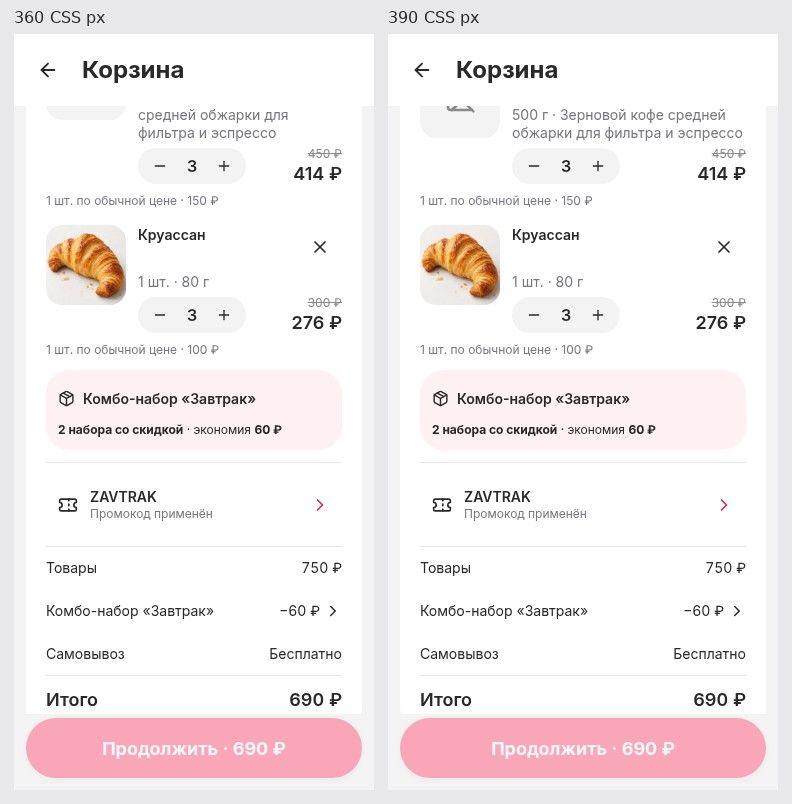 360 CSS px
Корзина
средней обжарки для
фильтра и эспрессо
450 ₽
3
414 ₽
1 шт. по обычной цене · 150 ₽
Круассан
1 шт. · 80 г
300 ₽
3
276 ₽
1 шт. по обычной цене · 100 ₽
Комбо-набор «Завтрак»
2 набора со скидкой · экономия 60 ₽
ZAVTRAK
Промокод применён
Товары 750 ₽
Комбо-набор «Завтрак» −60 ₽
Самовывоз Бесплатно
Итого 690 ₽
Продолжить · 690 ₽
390 CSS px
Корзина
500 г · Зерновой кофе средней
обжарки для фильтра и эспрессо
450 ₽
3
414 ₽
1 шт. по обычной цене · 150 ₽
Круассан
1 шт. · 80 г
300 ₽
3
276 ₽
1 шт. по обычной цене · 100 ₽
Комбо-набор «Завтрак»
2 набора со скидкой · экономия 60 ₽
ZAVTRAK
Промокод применён
Товары 750 ₽
Комбо-набор «Завтрак» −60 ₽
Самовывоз Бесплатно
Итого 690 ₽
Продолжить · 690 ₽